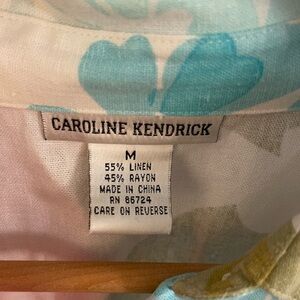 CAROLINE KENDRICK
M
55% LINEN
45% RAYON
MADE IN CHINA
RN 86724
CARE ON REVERSE